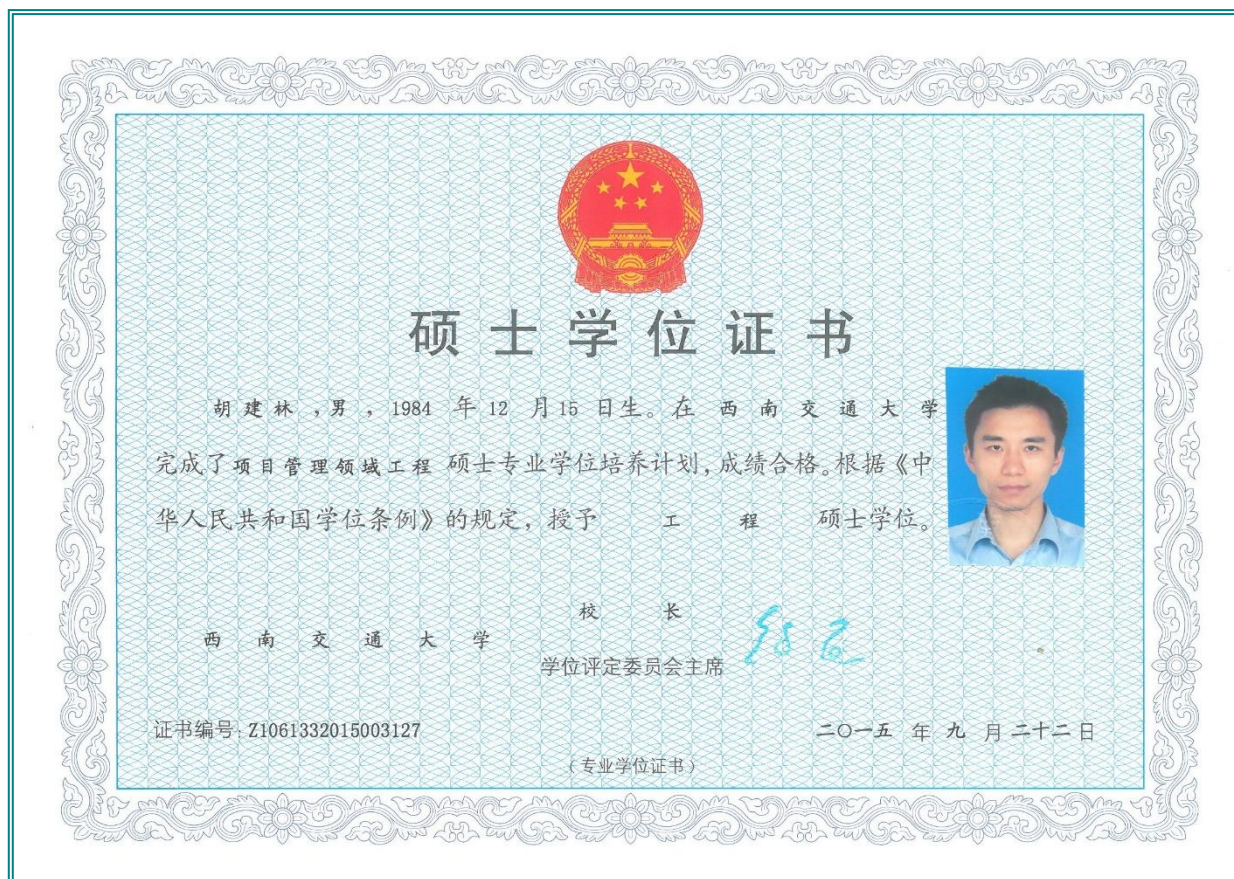 硕士学位证书
胡建林，男，1984 年 12 月 15 日生。在 西南交通大学
完成了项目管理领域工程 硕士专业学位培养计划，成绩合格。根据《中
华人民共和国学位条例》的规定，授予 工程 硕士学位。
校长
西南交通大学
学位评定委员会主席
证书编号：Z1061332015003127
二〇一五 年 九 月 二十二 日
（专业学位证书）